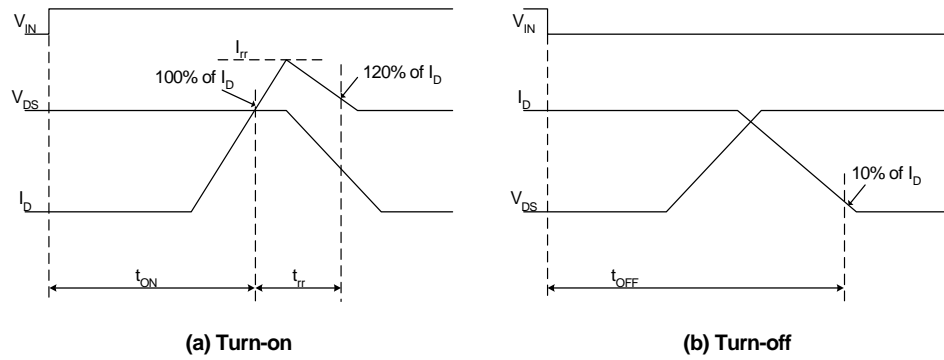 V_IN
I_rr
100% of I_D
120% of I_D
V_DS
I_D
t_ON
t_rr
(a) Turn-on
V_IN
I_D
10% of I_D
V_DS
t_OFF
(b) Turn-off